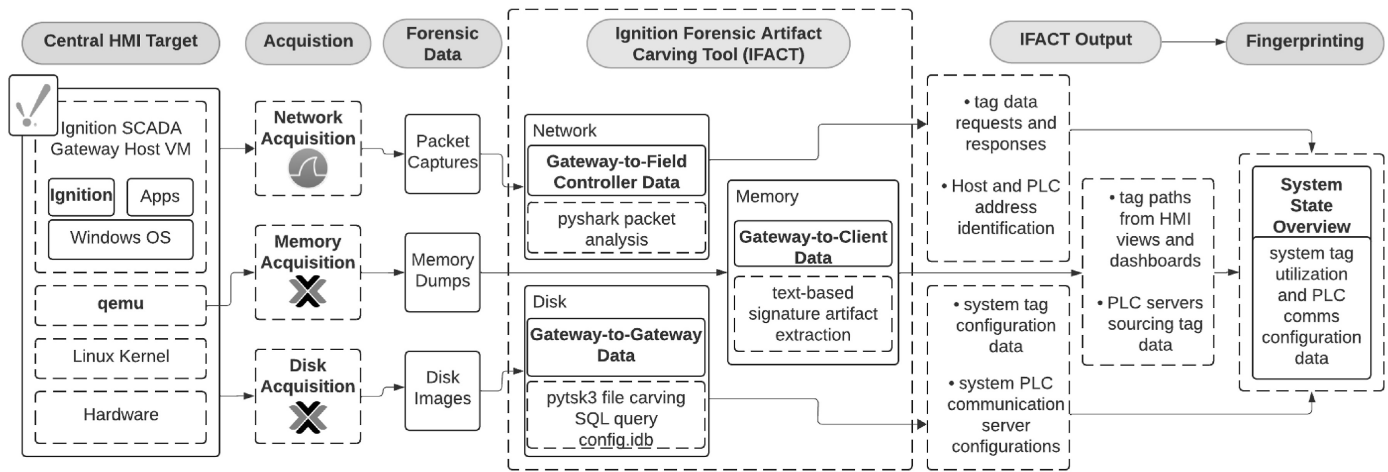 Central HMI Target
Acquistion
Forensic
Data
Ignition Forensic Artifact
Carving Tool (IFACT)
IFACT Output
Fingerprinting
Ignition SCADA
Gateway Host VM
Ignition
Apps
Windows OS
qemu
Linux Kernel
Hardware
Network
Acquisition
Memory
Acquisition
Disk
Acquisition
Packet
Captures
Memory
Dumps
Disk
Images
Network
Gateway-to-Field
Controller Data
pyshark packet
analysis
Disk
Gateway-to-Gateway
Data
pytsk3 file carving
SQL query
config.idb
Memory
Gateway-to-Client
Data
text-based
signature artifact
extraction
• tag data
requests and
responses
• Host and PLC
address
identification
• system tag
configuration
data
• system PLC
communication
server
configurations
• tag paths
from HMI
views and
dashboards
• PLC servers
sourcing tag
data
System
State
Overview
system tag
utilization
and PLC
comms
configuration
data